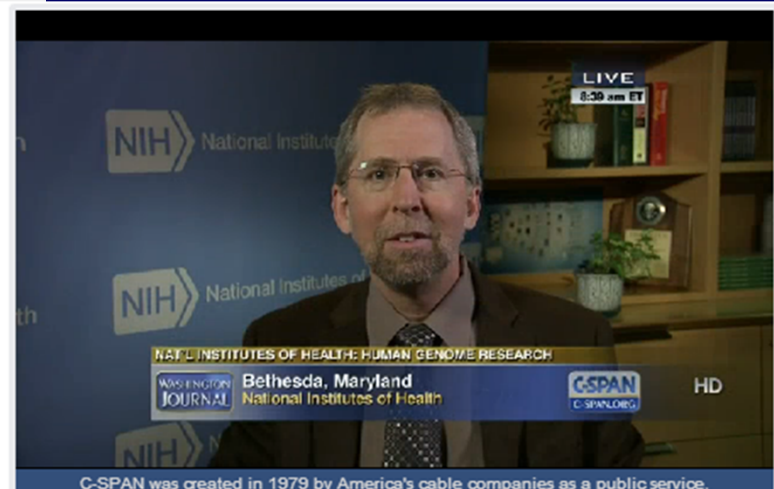 LIVE
8:39 am ET
NIH National Institute
NIH National Institutes of
th
NIH N
NAT'L INSTITUTES OF HEALTH: HUMAN GENOME RESEARCH
WASHINGTON
JOURNAL
Bethesda, Maryland
National Institutes of Health
C-SPAN
C-SPAN.ORG
HD
C-SPAN was created in 1979 by America's cable companies as a public service.